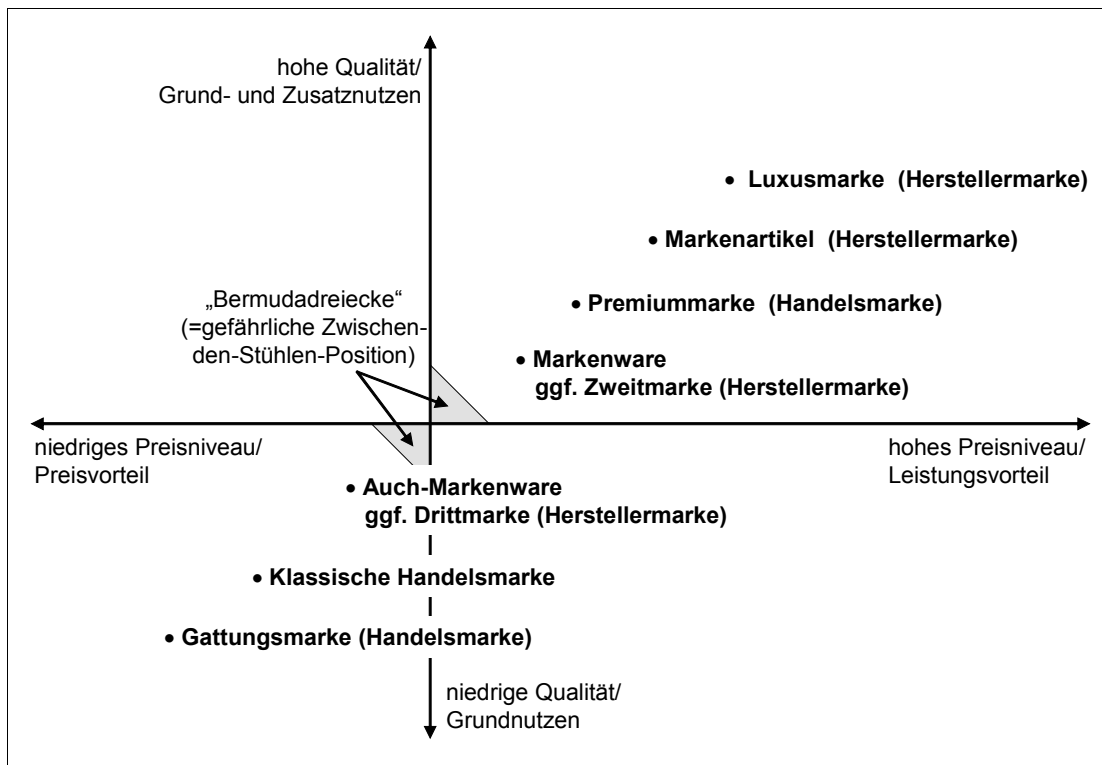 hohe Qualität/
Grund- und Zusatznutzen
• Luxusmarke (Herstellermarke)
• Markenartikel (Herstellermarke)
„Bermudadreiecke“
(=gefährliche Zwischen-
den-Stühlen-Position)
• Premiummarke (Handelsmarke)
• Markenware
ggf. Zweitmarke (Herstellermarke)
niedriges Preisniveau/
Preisvorteil
hohes Preisniveau/
Leistungsvorteil
• Auch-Markenware
ggf. Drittmarke (Herstellermarke)
• Klassische Handelsmarke
• Gattungsmarke (Handelsmarke)
niedrige Qualität/
Grundnutzen